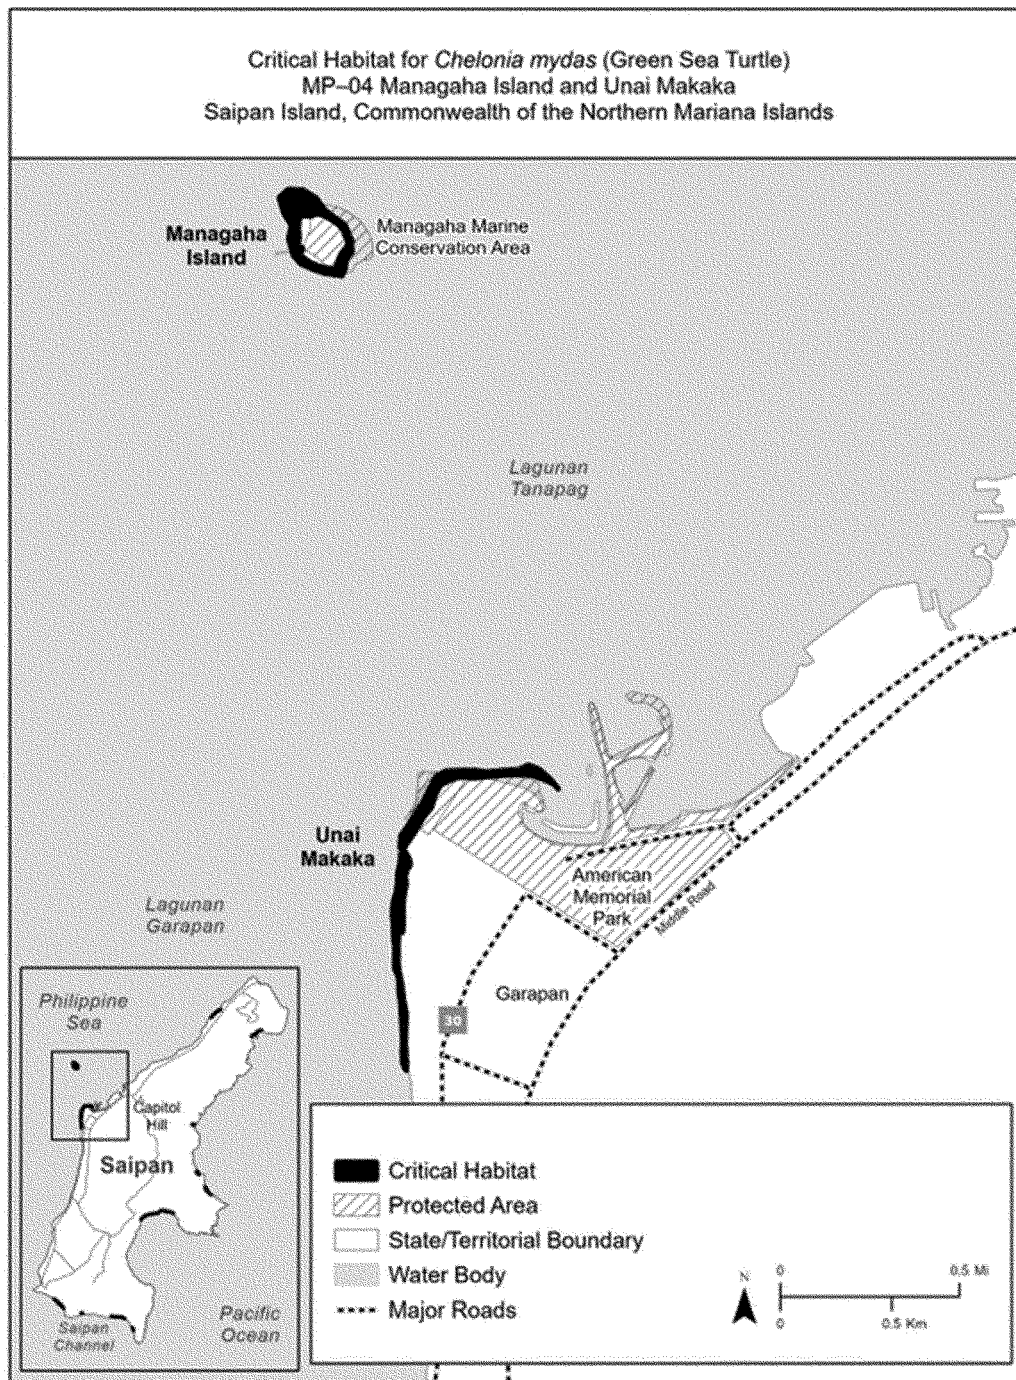 Critical Habitat for Chelonia mydas (Green Sea Turtle)
MP–04 Managaha Island and Unai Makaka
Saipan Island, Commonwealth of the Northern Mariana Islands
Managaha
Island
Managaha Marine
Conservation Area
Lagunan
Tanapag
Unai
Makaka
American
Memorial
Park
Middle Road
Lagunan
Garapan
Garapan
30
Philippine
Sea
Capitol
Hill
Saipan
Saipan
Channel
Pacific
Ocean
Critical Habitat
Protected Area
State/Territorial Boundary
Water Body
Major Roads
N
0 0.5 Mi
0 0.5 Km